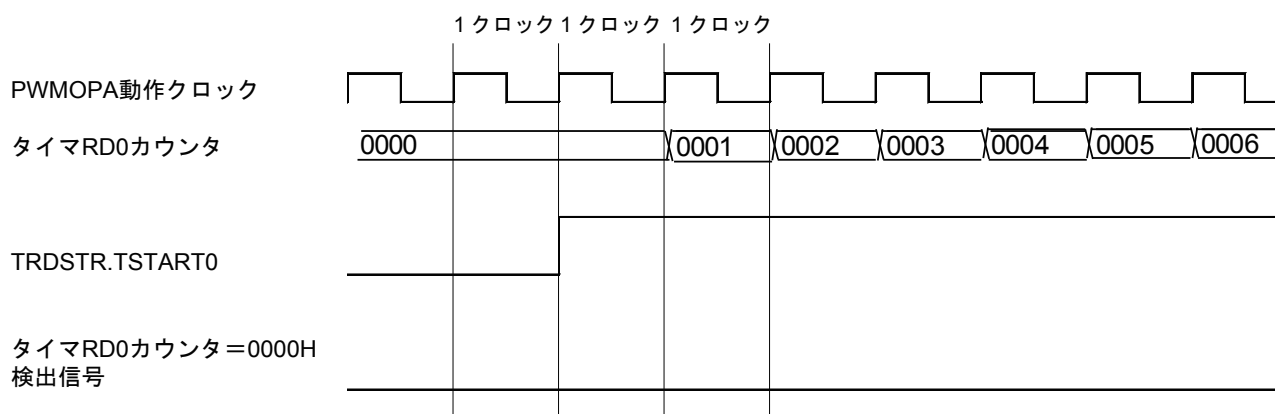 1 クロック 1 クロック 1 クロック
PWMOPA動作クロック
タイマRD0カウンタ 0000 0001 0002 0003 0004 0005 0006
TRDSTR.TSTART0
タイマRD0カウンタ＝0000H
検出信号